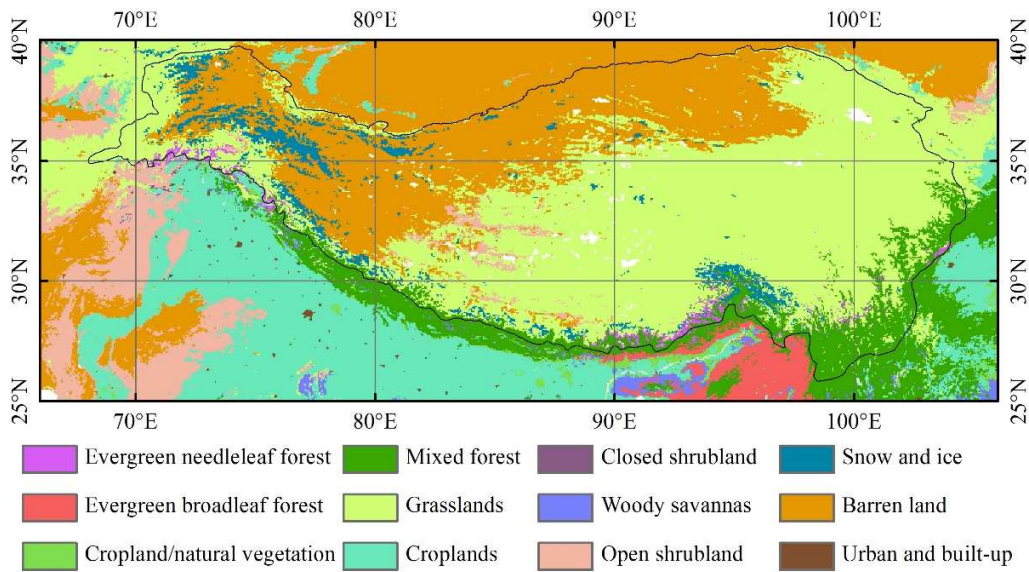 70°E 80°E 90°E 100°E
40°N 40°N
35°N 35°N
30°N 30°N
25°N 25°N
70°E 80°E 90°E 100°E
Evergreen needleleaf forest Mixed forest Closed shrubland Snow and ice
Evergreen broadleaf forest Grasslands Woody savannas Barren land
Cropland/natural vegetation Croplands Open shrubland Urban and built-up